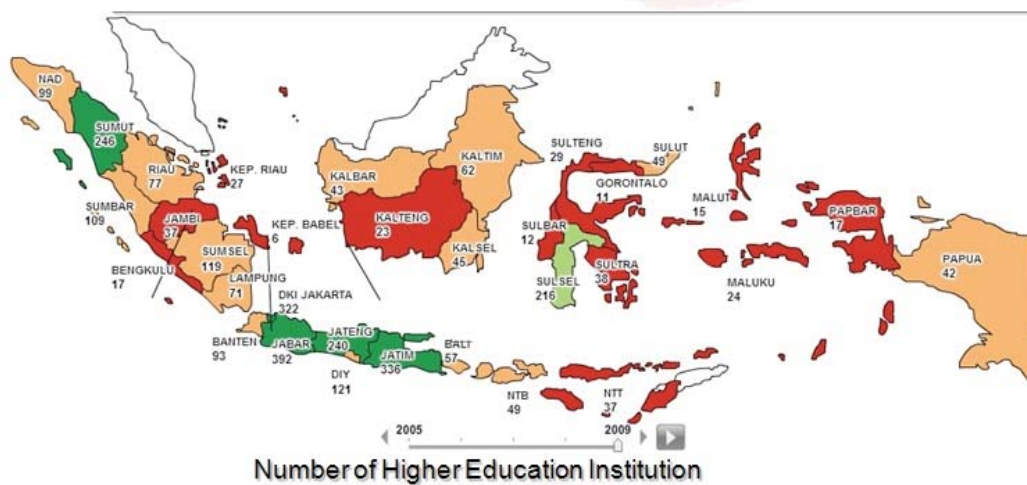 NAD
99
SUMUT
246
RIAU
77
KEP. RIAU
27
SUMBAR
109
JAMBI
37
KEP. BABEL
6
SUMSEL
119
BENGKULU
17
LAMPUNG
71
DKI JAKARTA
322
BANTEN
93
JABAR
392
JATENG
240
JATIM
336
DIY
121
BALI
57
NTB
49
NTT
37
KALBAR
43
KALTENG
23
KALTIM
62
KALSEL
45
SULTENG
29
SULUT
49
GORONTALO
11
SULBAR
12
SULSEL
216
SULTRA
38
MALUT
15
MALUKU
24
PAPBAR
17
PAPUA
42
2005
2009
Number of Higher Education Institution